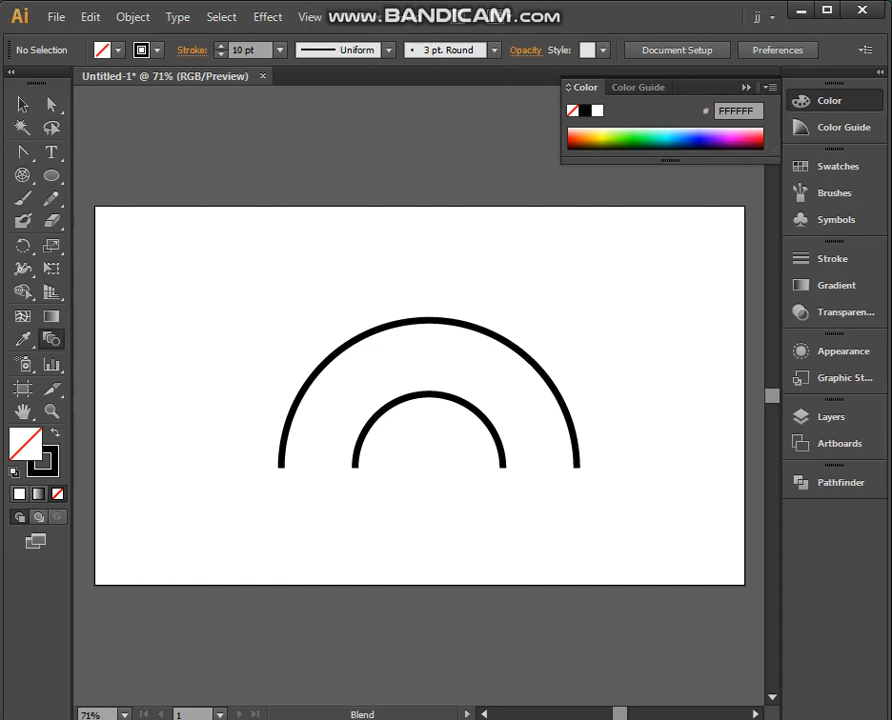 Ai File Edit Object Type Select Effect View www.BANDICAM.com jj
No Selection Stroke: 10 pt Uniform 3 pt. Round Opacity Style: Document Setup Preferences
Untitled-1* @ 71% (RGB/Preview)
Color Color Guide
# FFFFFF
Color
Color Guide
Swatches
Brushes
Symbols
Stroke
Gradient
Transparen...
Appearance
Graphic St...
Layers
Artboards
Pathfinder
71% 1 Blend